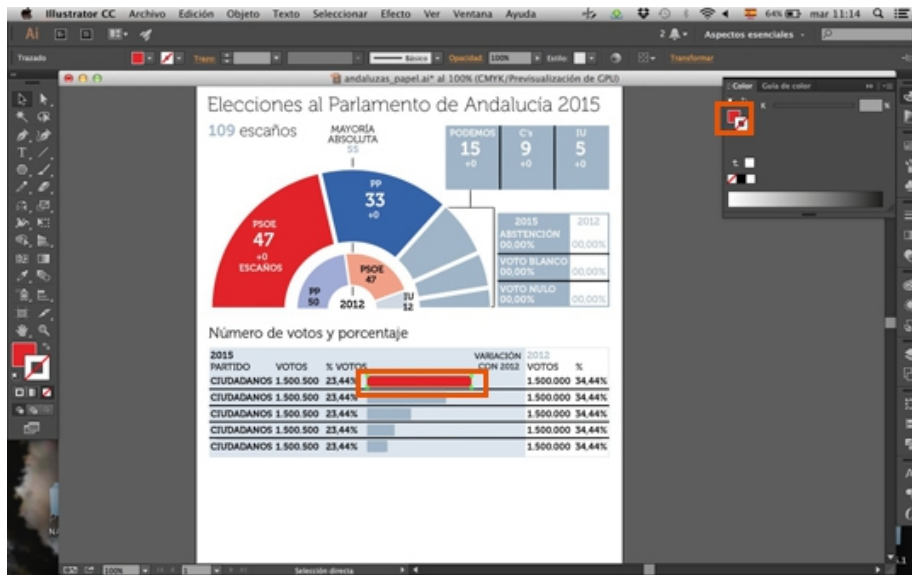 Illustrator CC Archivo Edición Objeto Texto Seleccionar Efecto Ver Ventana Ayuda 64% mar 11:14
Ai Br St 2 Aspectos esenciales
Trazado Trazo: Básico Opacidad: 100% Estilo: Transformar
andaluzas_papel.ai* al 100% (CMYK/Previsualización de GPU)
Color Guía de color
K %
Elecciones al Parlamento de Andalucía 2015
109 escaños
MAYORÍA
ABSOLUTA
55
PODEMOS C's IU
15 9 5
+0 +0 +0
PP
33
+0
PSOE
47
+0
ESCAÑOS
2015 2012
ABSTENCIÓN
00,00% 00,00%
VOTO BLANCO
00,00% 00,00%
VOTO NULO
00,00% 00,00%
PSOE
47
PP
50
2012
IU
12
Número de votos y porcentaje
2015 VARIACIÓN 2012
PARTIDO VOTOS % VOTOS CON 2012 VOTOS %
CIUDADANOS 1.500.500 23,44% 1.500.000 34,44%
CIUDADANOS 1.500.500 23,44% 1.500.000 34,44%
CIUDADANOS 1.500.500 23,44% 1.500.000 34,44%
CIUDADANOS 1.500.500 23,44% 1.500.000 34,44%
CIUDADANOS 1.500.500 23,44% 1.500.000 34,44%
100% 1 Selección directa